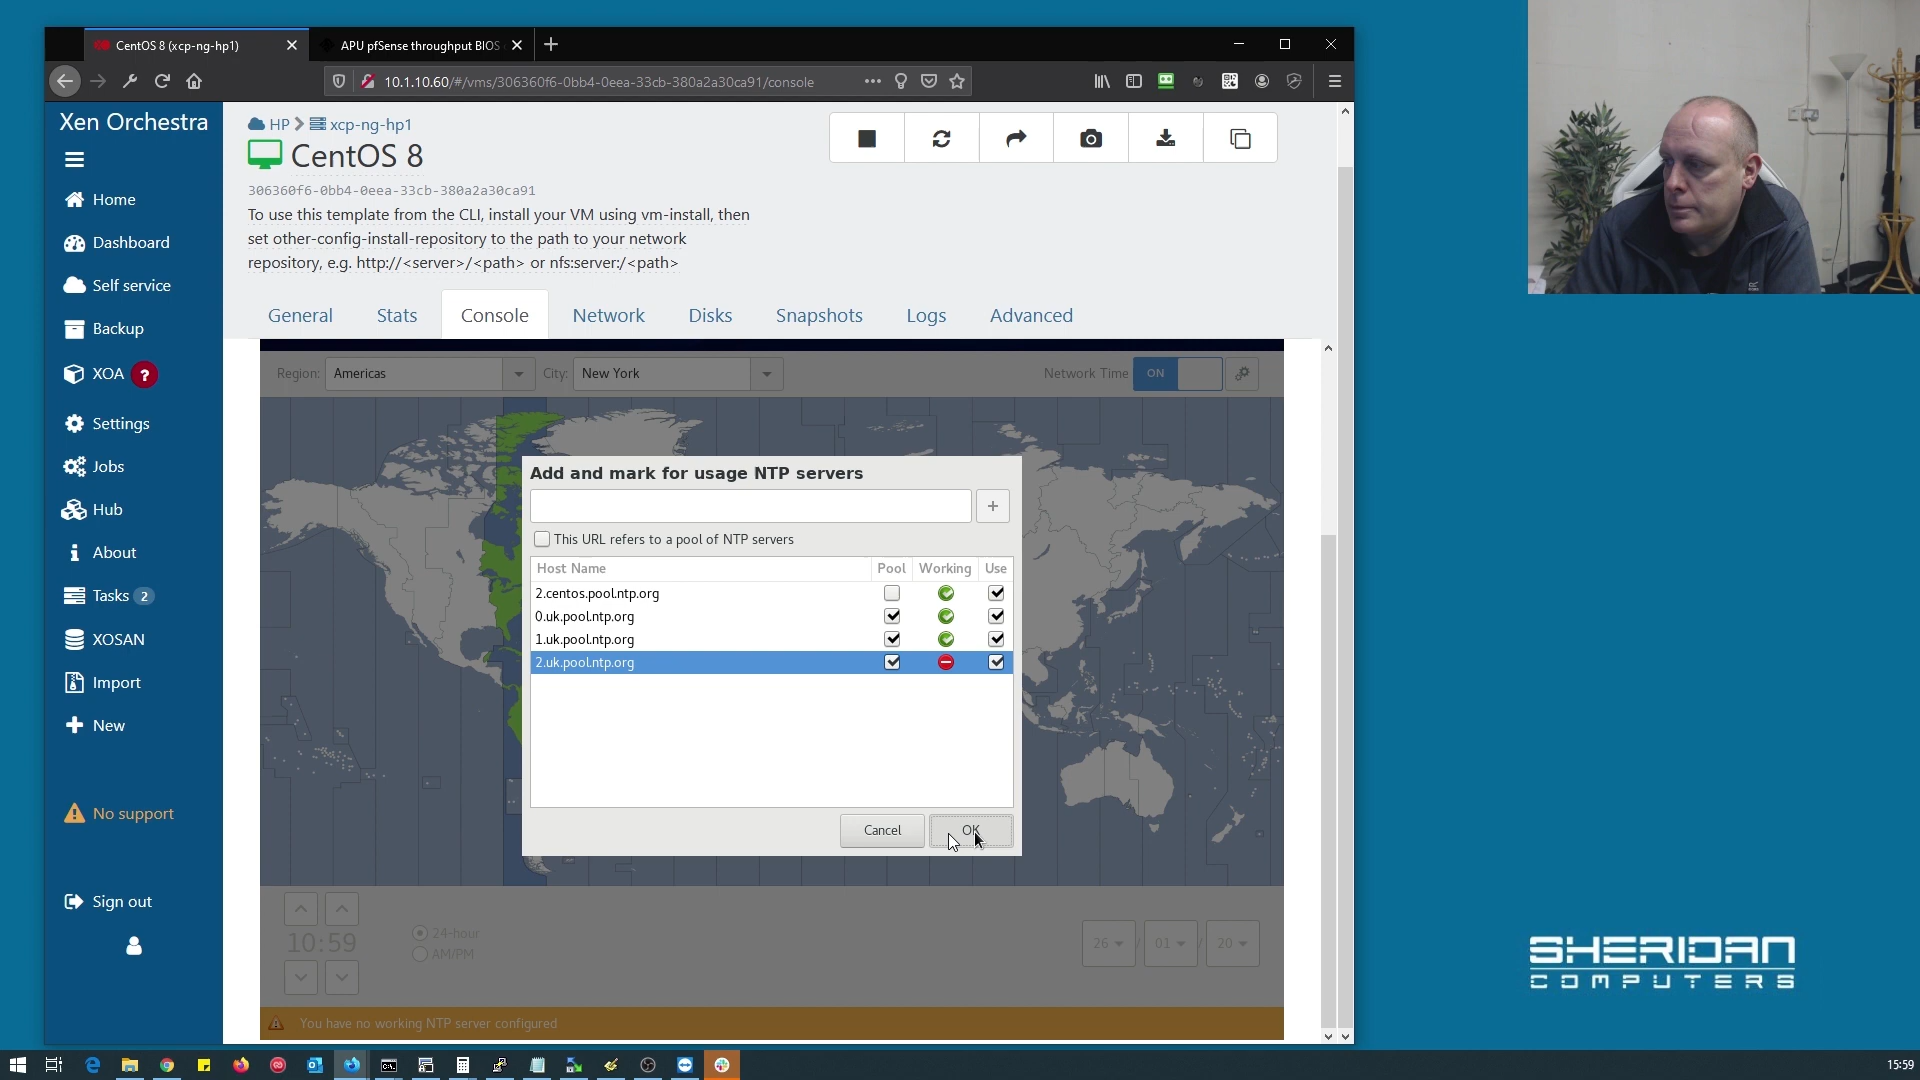 CentOS 8 (xcp-ng-hp1)
APU pfSense throughput BIOS
10.1.10.60/#/vms/306360f6-0bb4-0eea-33cb-380a2a30ca91/console
Xen Orchestra
Home
Dashboard
Self service
Backup
XOA ?
Settings
Jobs
Hub
About
Tasks 2
XOSAN
Import
New
No support
Sign out
HP xcp-ng-hp1
CentOS 8
306360f6-0bb4-0eea-33cb-380a2a30ca91
To use this template from the CLI, install your VM using vm-install, then
set other-config-install-repository to the path to your network
repository, e.g. http://<server>/<path> or nfs:server:/<path>
General Stats Console Network Disks Snapshots Logs Advanced
Region: Americas City: New York Network Time ON
Add and mark for usage NTP servers
This URL refers to a pool of NTP servers
Host Name Pool Working Use
2.centos.pool.ntp.org
0.uk.pool.ntp.org
1.uk.pool.ntp.org
2.uk.pool.ntp.org
Cancel OK
10:59
24-hour
AM/PM
26 / 01 / 20
You have no working NTP server configured
SHERIDAN
COMPUTERS
15:59